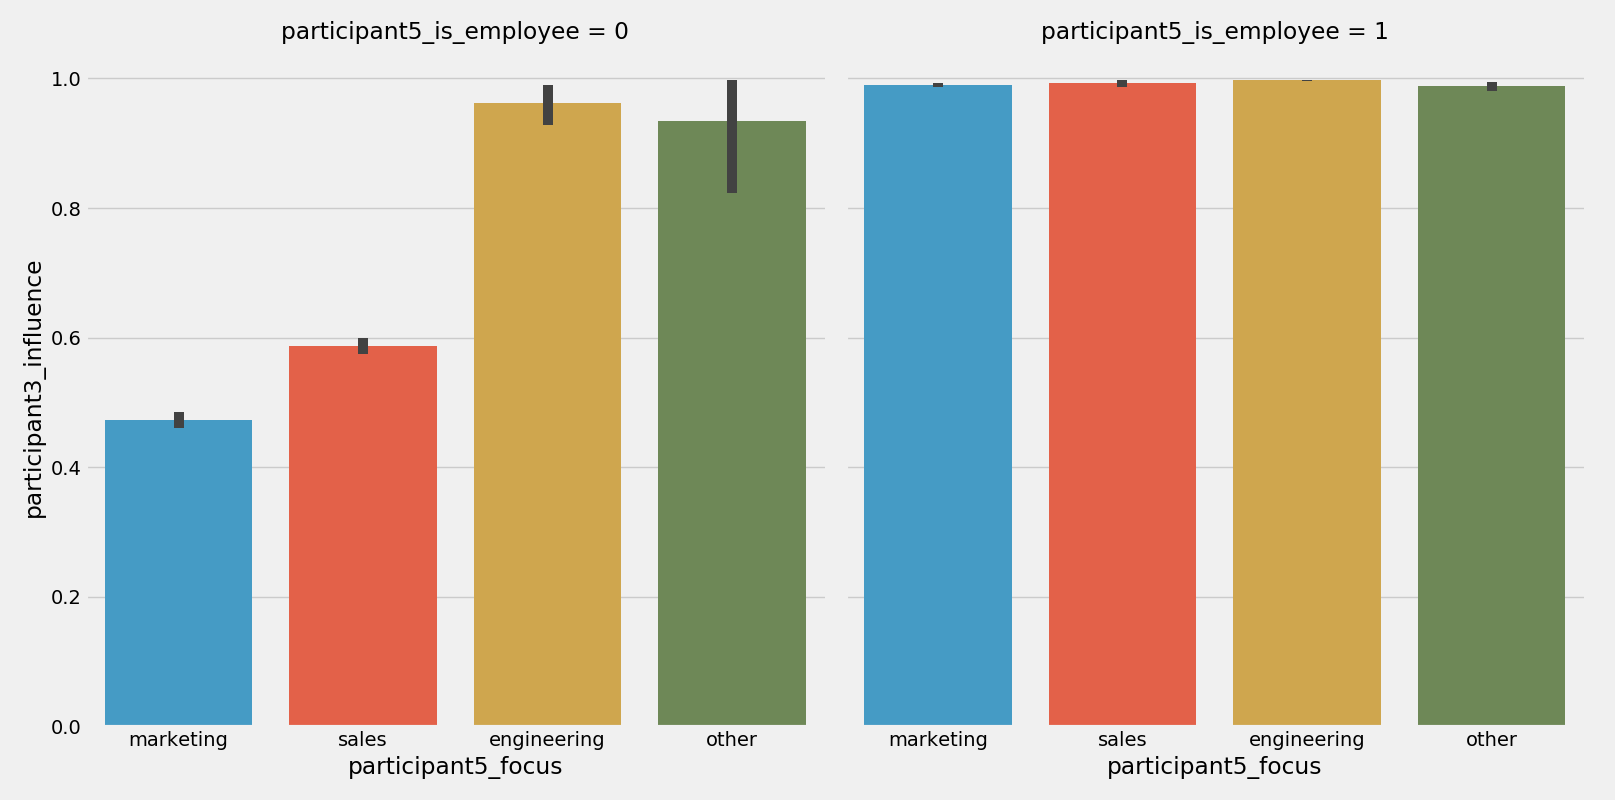 participant5_is_employee = 0
participant5_is_employee = 1
participant3_influence
1.0
0.8
0.6
0.4
0.2
0.0
marketing sales engineering other
marketing sales engineering other
participant5_focus
participant5_focus